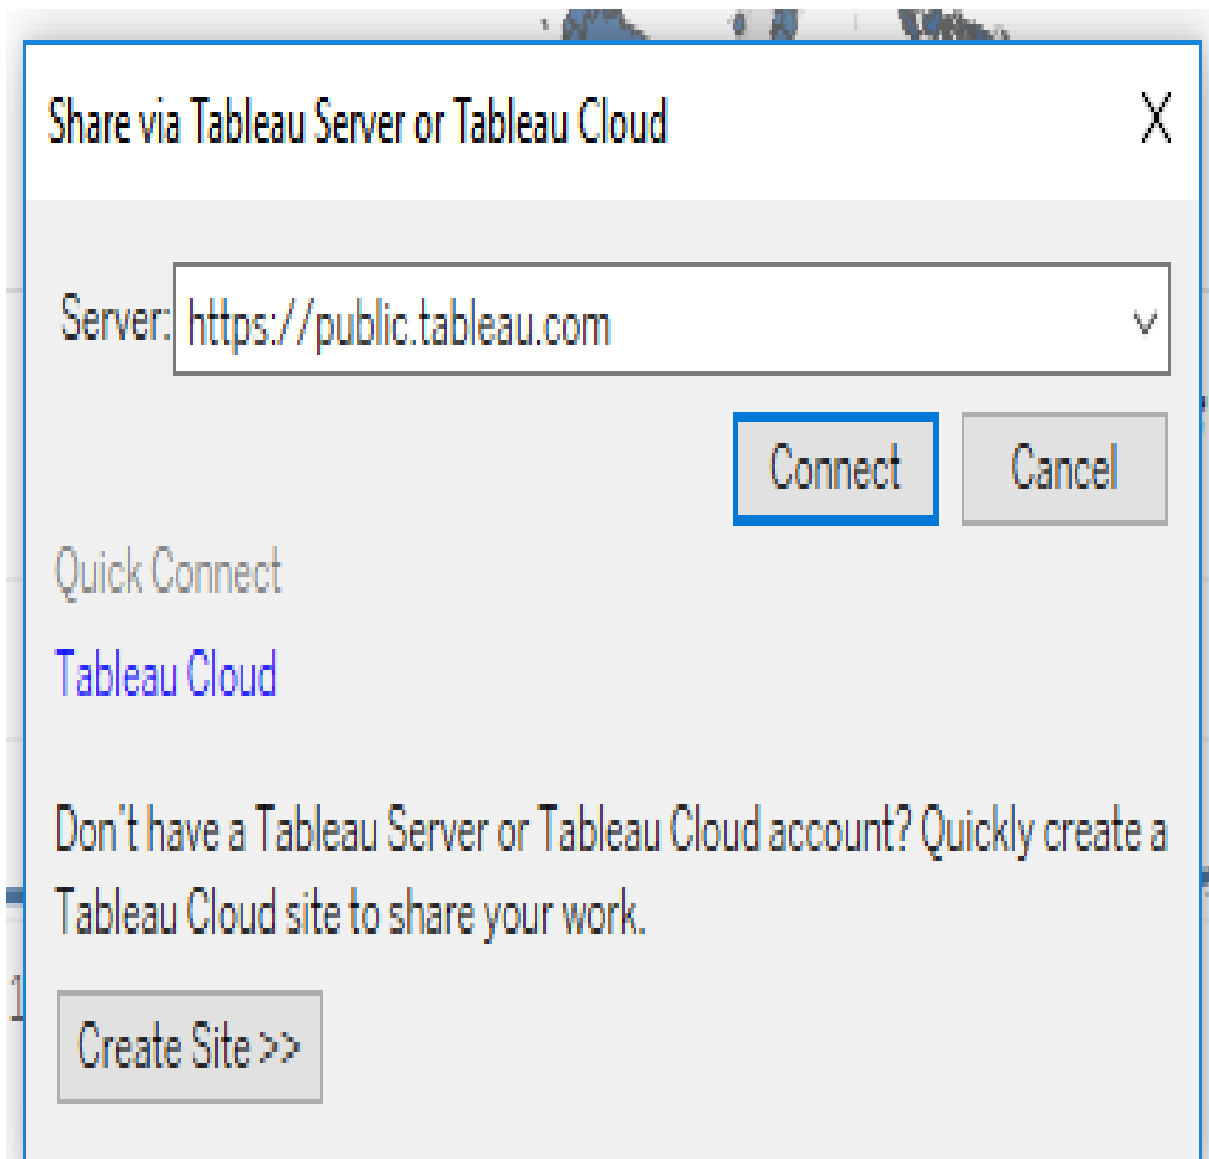 Share via Tableau Server or Tableau Cloud
X
Server: https://public.tableau.com
Connect Cancel
Quick Connect
Tableau Cloud
Don't have a Tableau Server or Tableau Cloud account? Quickly create a
Tableau Cloud site to share your work.
1
Create Site >>